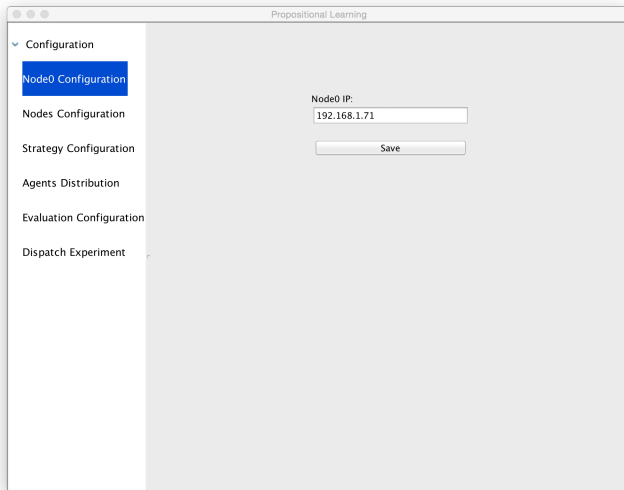 Propositional Learning
Configuration
Node0 Configuration
Nodes Configuration
Strategy Configuration
Agents Distribution
Evaluation Configuration
Dispatch Experiment
Node0 IP:
192.168.1.71
Save